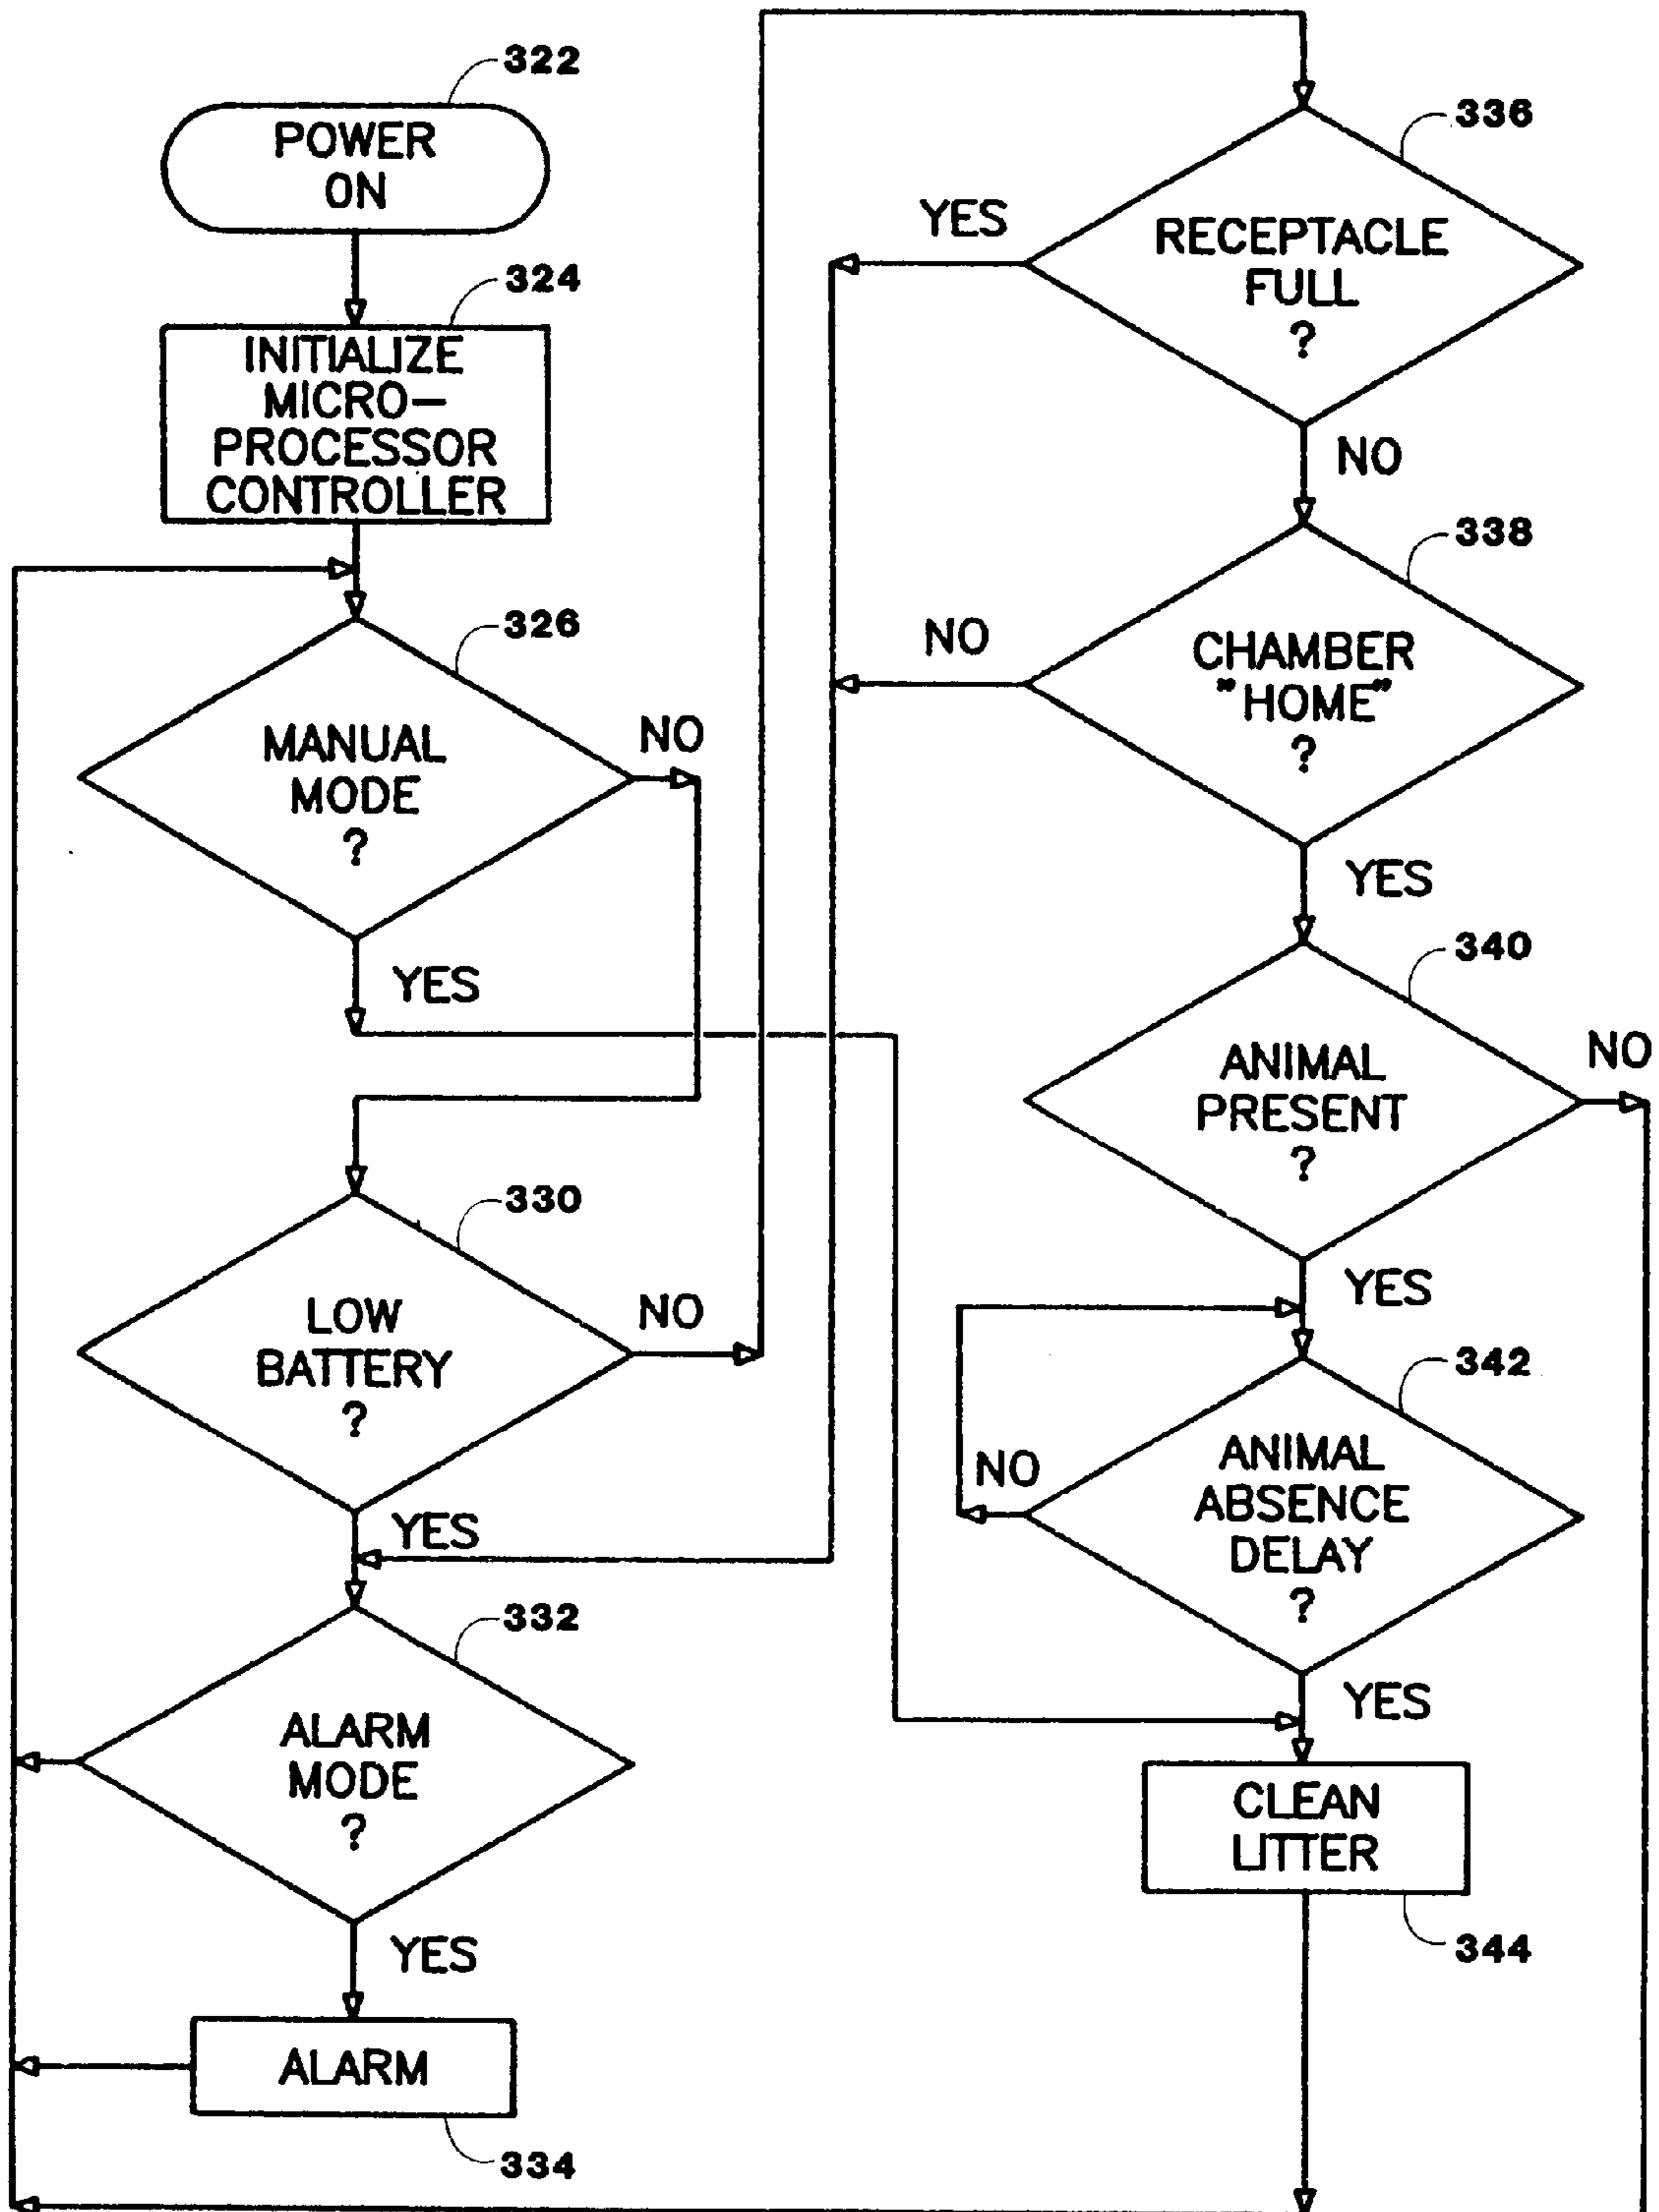 322
POWER
ON
324
INITIALIZE
MICRO-
PROCESSOR
CONTROLLER
326
MANUAL
MODE
?
NO
YES
330
LOW
BATTERY
?
NO
YES
332
ALARM
MODE
?
YES
ALARM
334
336
RECEPTACLE
FULL
?
YES
NO
338
CHAMBER
"HOME"
?
NO
YES
340
ANIMAL
PRESENT
?
NO
YES
342
ANIMAL
ABSENCE
DELAY
?
NO
YES
CLEAN
LITTER
344